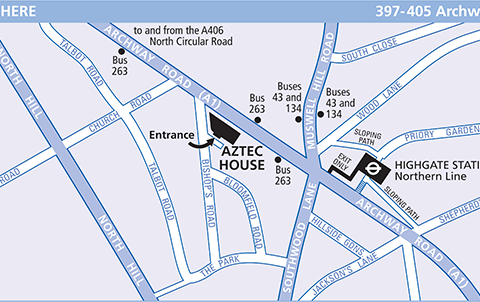 HERE
397-405 Archw
to and from the A406
North Circular Road
Bus
263
TALBOT ROAD
ARCHWAY ROAD (A1)
NORTH HILL
CHURCH ROAD
Entrance
AZTEC
HOUSE
Bus
263
Buses
43 and
134
MUSWELL HILL ROAD
Buses
43 and
134
SOUTH CLOSE
WOOD LANE
SLOPING
PATH
PRIORY GARDEN
EXIT
ONLY
HIGHGATE STATI
Northern Line
SLOPING PATH
Bus
263
ROAD
TALBOT ROAD
BISHOP'S ROAD
BLOOMFIELD ROAD
THE PARK
NORTH HILL
SOUTHWOOD LANE
HILLSIDE GDNS
JACKSON'S LANE
ARCHWAY ROAD (A1)
SHEPHERD